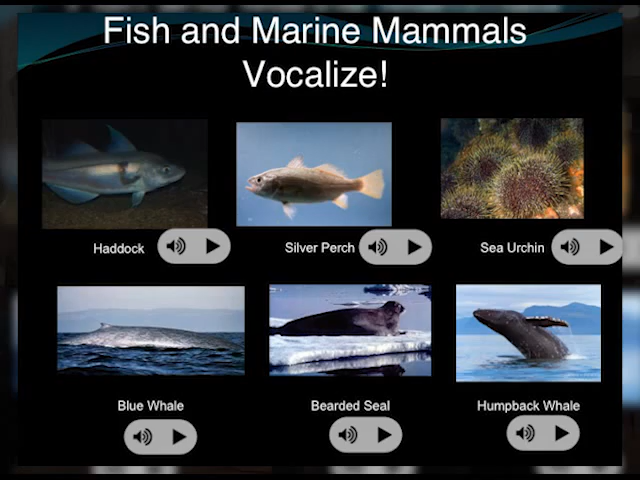 Fish and Marine Mammals
Vocalize!
Haddock
Silver Perch
Sea Urchin
Blue Whale
Bearded Seal
Humpback Whale